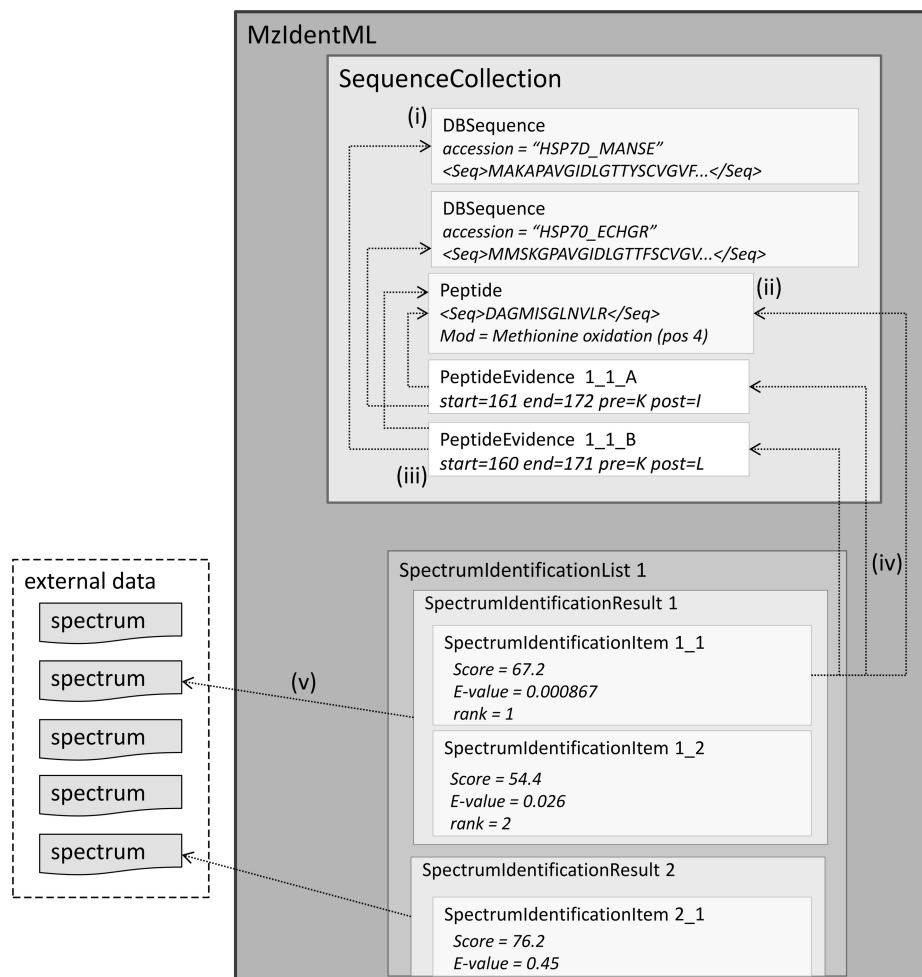 MzIdentML
SequenceCollection
(i)
DBSequence
accession = “HSP7D_MANSE”
<Seq>MAKAPAVGIDLGTTYSCVGVF...</Seq>
DBSequence
accession = “HSP70_ECHGR”
<Seq>MMSKGPAVGIDLGTTFSCVGV...</Seq>
Peptide
(ii)
<Seq>DAGMISGLNVLR</Seq>
Mod = Methionine oxidation (pos 4)
PeptideEvidence 1_1_A
start=161 end=172 pre=K post=I
PeptideEvidence 1_1_B
start=160 end=171 pre=K post=L
(iii)
(iv)
external data
spectrum
spectrum
spectrum
spectrum
spectrum
(v)
SpectrumIdentificationList 1
SpectrumIdentificationResult 1
SpectrumIdentificationItem 1_1
Score = 67.2
E-value = 0.000867
rank = 1
SpectrumIdentificationItem 1_2
Score = 54.4
E-value = 0.026
rank = 2
SpectrumIdentificationResult 2
SpectrumIdentificationItem 2_1
Score = 76.2
E-value = 0.45